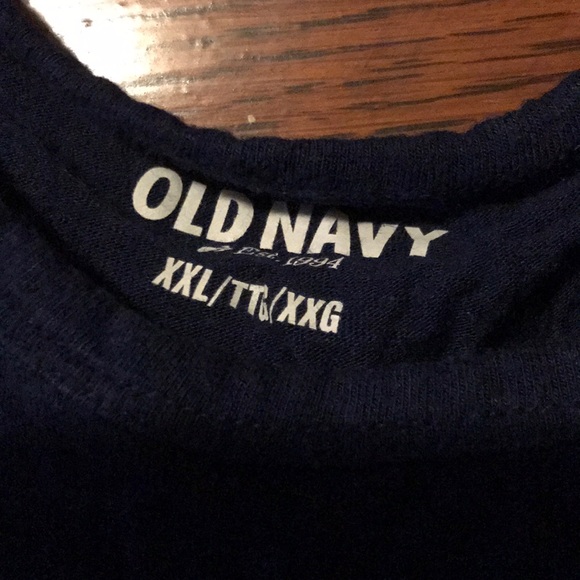 OLD NAVY
Est. 1994
XXL/TTG/XXG